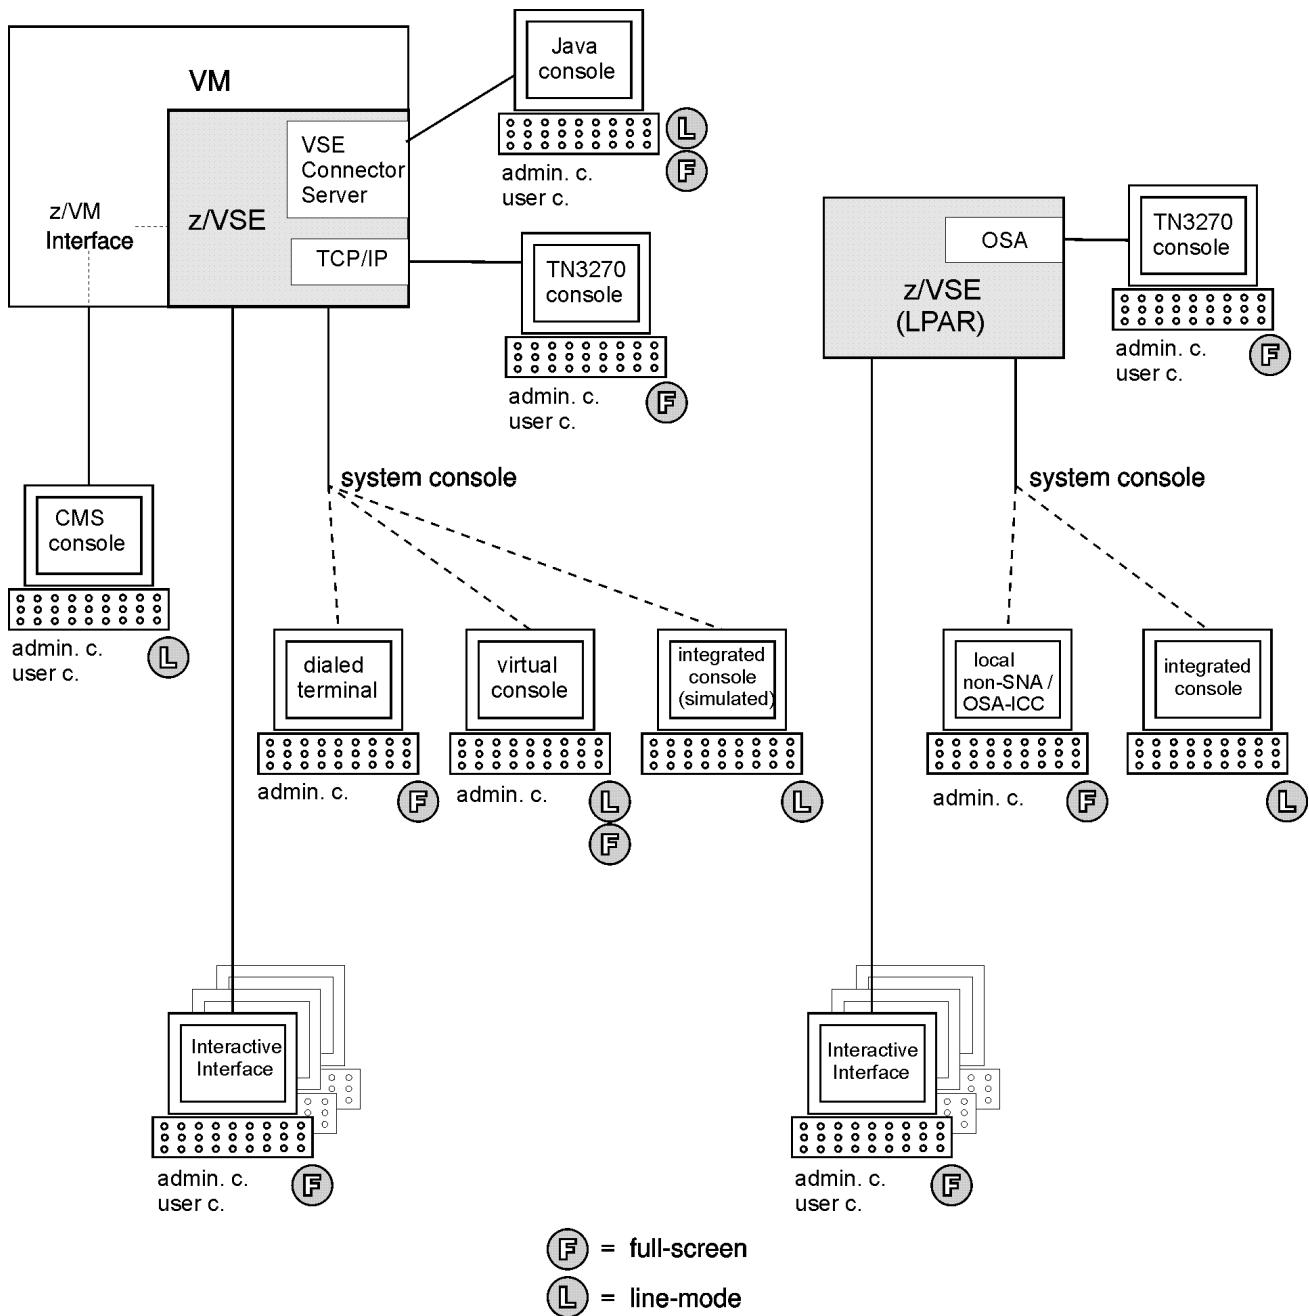 VM
z/VSE
VSE
Connector
Server
TCP/IP
z/VM
Interface
Java
console
L
F
admin. c.
user c.
TN3270
console
admin. c.
user c.
F
OSA
z/VSE
(LPAR)
TN3270
console
admin. c.
user c.
F
system console
system console
CMS
console
admin. c.
user c.
L
dialed
terminal
admin. c.
F
virtual
console
admin. c.
L
F
integrated
console
(simulated)
L
local
non-SNA /
OSA-ICC
admin. c.
F
integrated
console
L
Interactive
Interface
admin. c.
user c.
F
Interactive
Interface
admin. c.
user c.
F
F = full-screen
L = line-mode